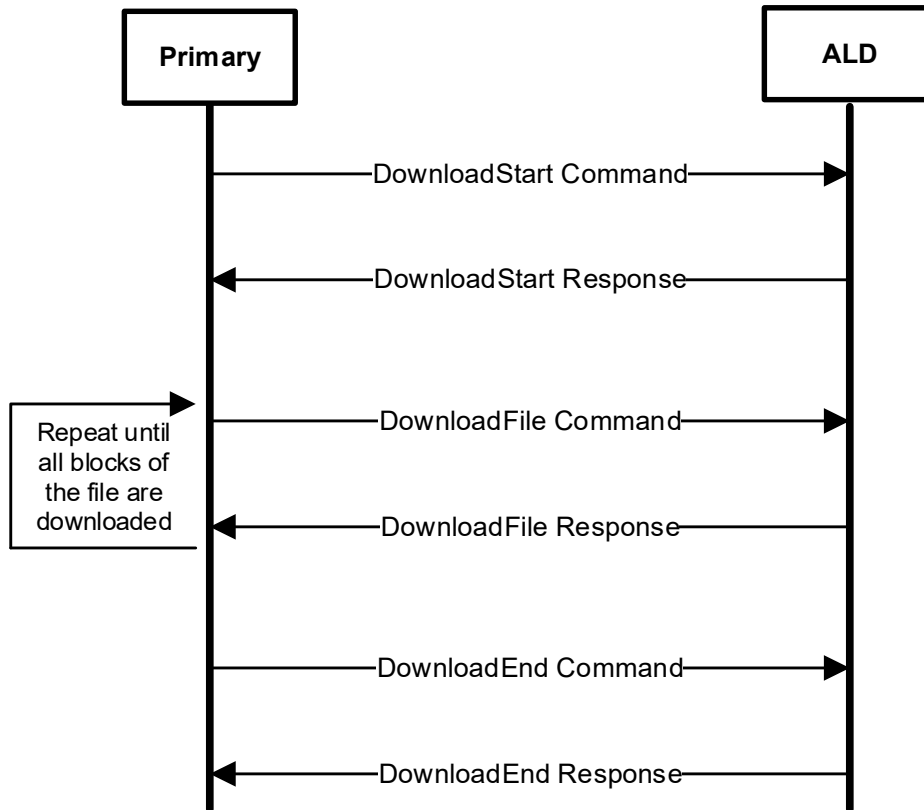 Primary
ALD
DownloadStart Command
DownloadStart Response
Repeat until
all blocks of
the file are
downloaded
DownloadFile Command
DownloadFile Response
DownloadEnd Command
DownloadEnd Response